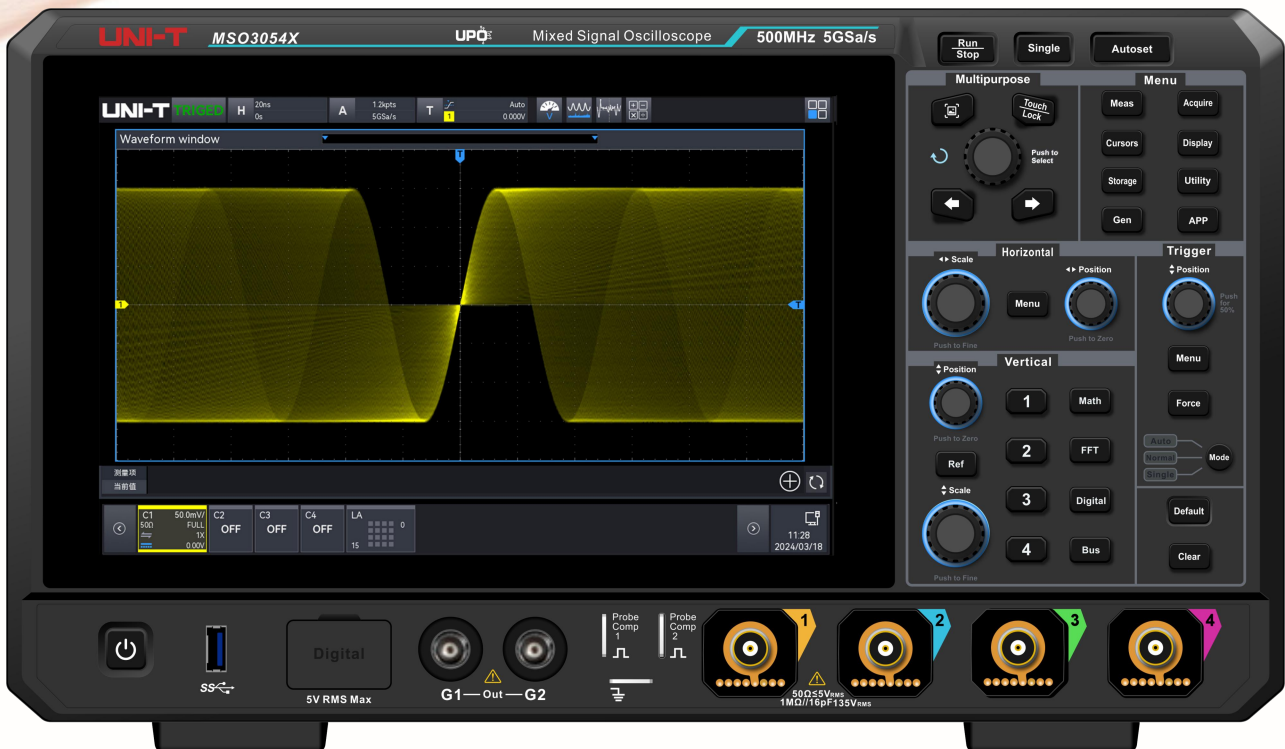 UNI-T MSO3054X UPO Mixed Signal Oscilloscope 500MHz 5GSa/s
Run
Stop
Single
Autoset
Multipurpose
Menu
Touch
Lock
Push to
Select
Meas
Acquire
Cursors
Display
Storage
Utility
Gen
APP
UNI-T TRIGED H 20ns
0s
A 1.2kpts
5GSa/s
T 1 Auto
0.000V
V
Waveform window
T
1
T
测量项
当前值
C1 50.0mV/
50Ω FULL
1X
0.00V
C2
OFF
C3
OFF
C4
OFF
LA
0
15
11:28
2024/03/18
Horizontal
Scale
Position
Menu
Push to Fine
Push to Zero
Trigger
Position
Push
for
50%
Menu
Force
Auto
Normal
Single
Mode
Default
Clear
Vertical
Position
Push to Zero
1
Math
Ref
2
FFT
Scale
3
Digital
4
Bus
Push to Fine
SS
Digital
5V RMS Max
G1 Out G2
Probe
Comp
1
Probe
Comp
2
1
2
3
4
50Ω≤5VRMS
1MΩ//16pF135VRMS